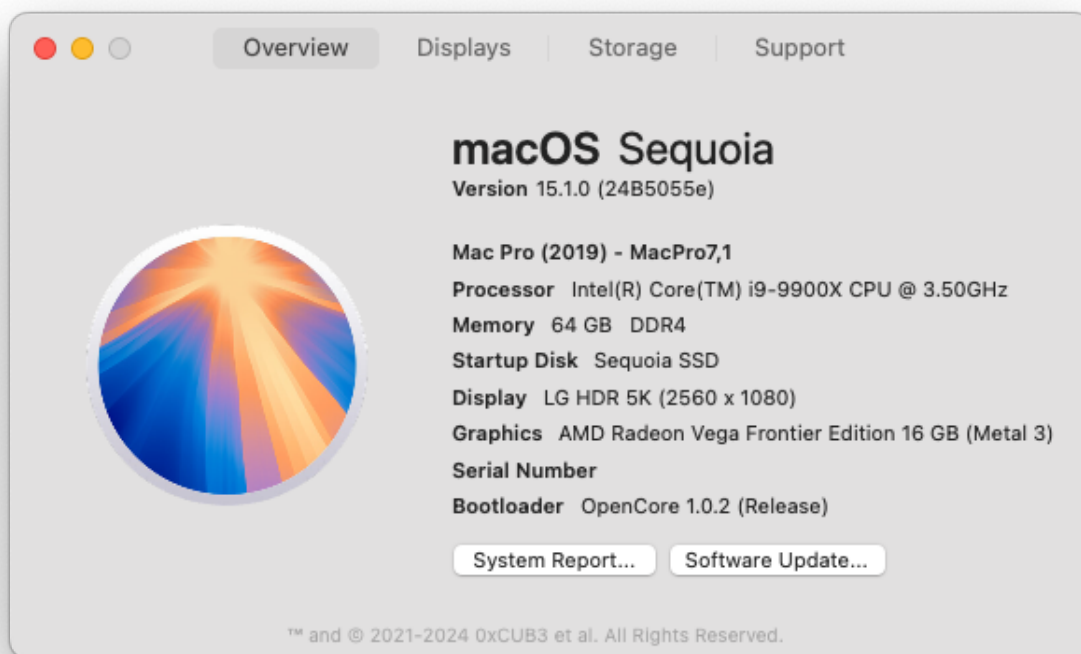 Overview Displays Storage Support
macOS Sequoia
Version 15.1.0 (24B5055e)
Mac Pro (2019) - MacPro7,1
Processor Intel(R) Core(TM) i9-9900X CPU @ 3.50GHz
Memory 64 GB DDR4
Startup Disk Sequoia SSD
Display LG HDR 5K (2560 x 1080)
Graphics AMD Radeon Vega Frontier Edition 16 GB (Metal 3)
Serial Number
Bootloader OpenCore 1.0.2 (Release)
System Report... Software Update...
™ and © 2021-2024 0xCUB3 et al. All Rights Reserved.